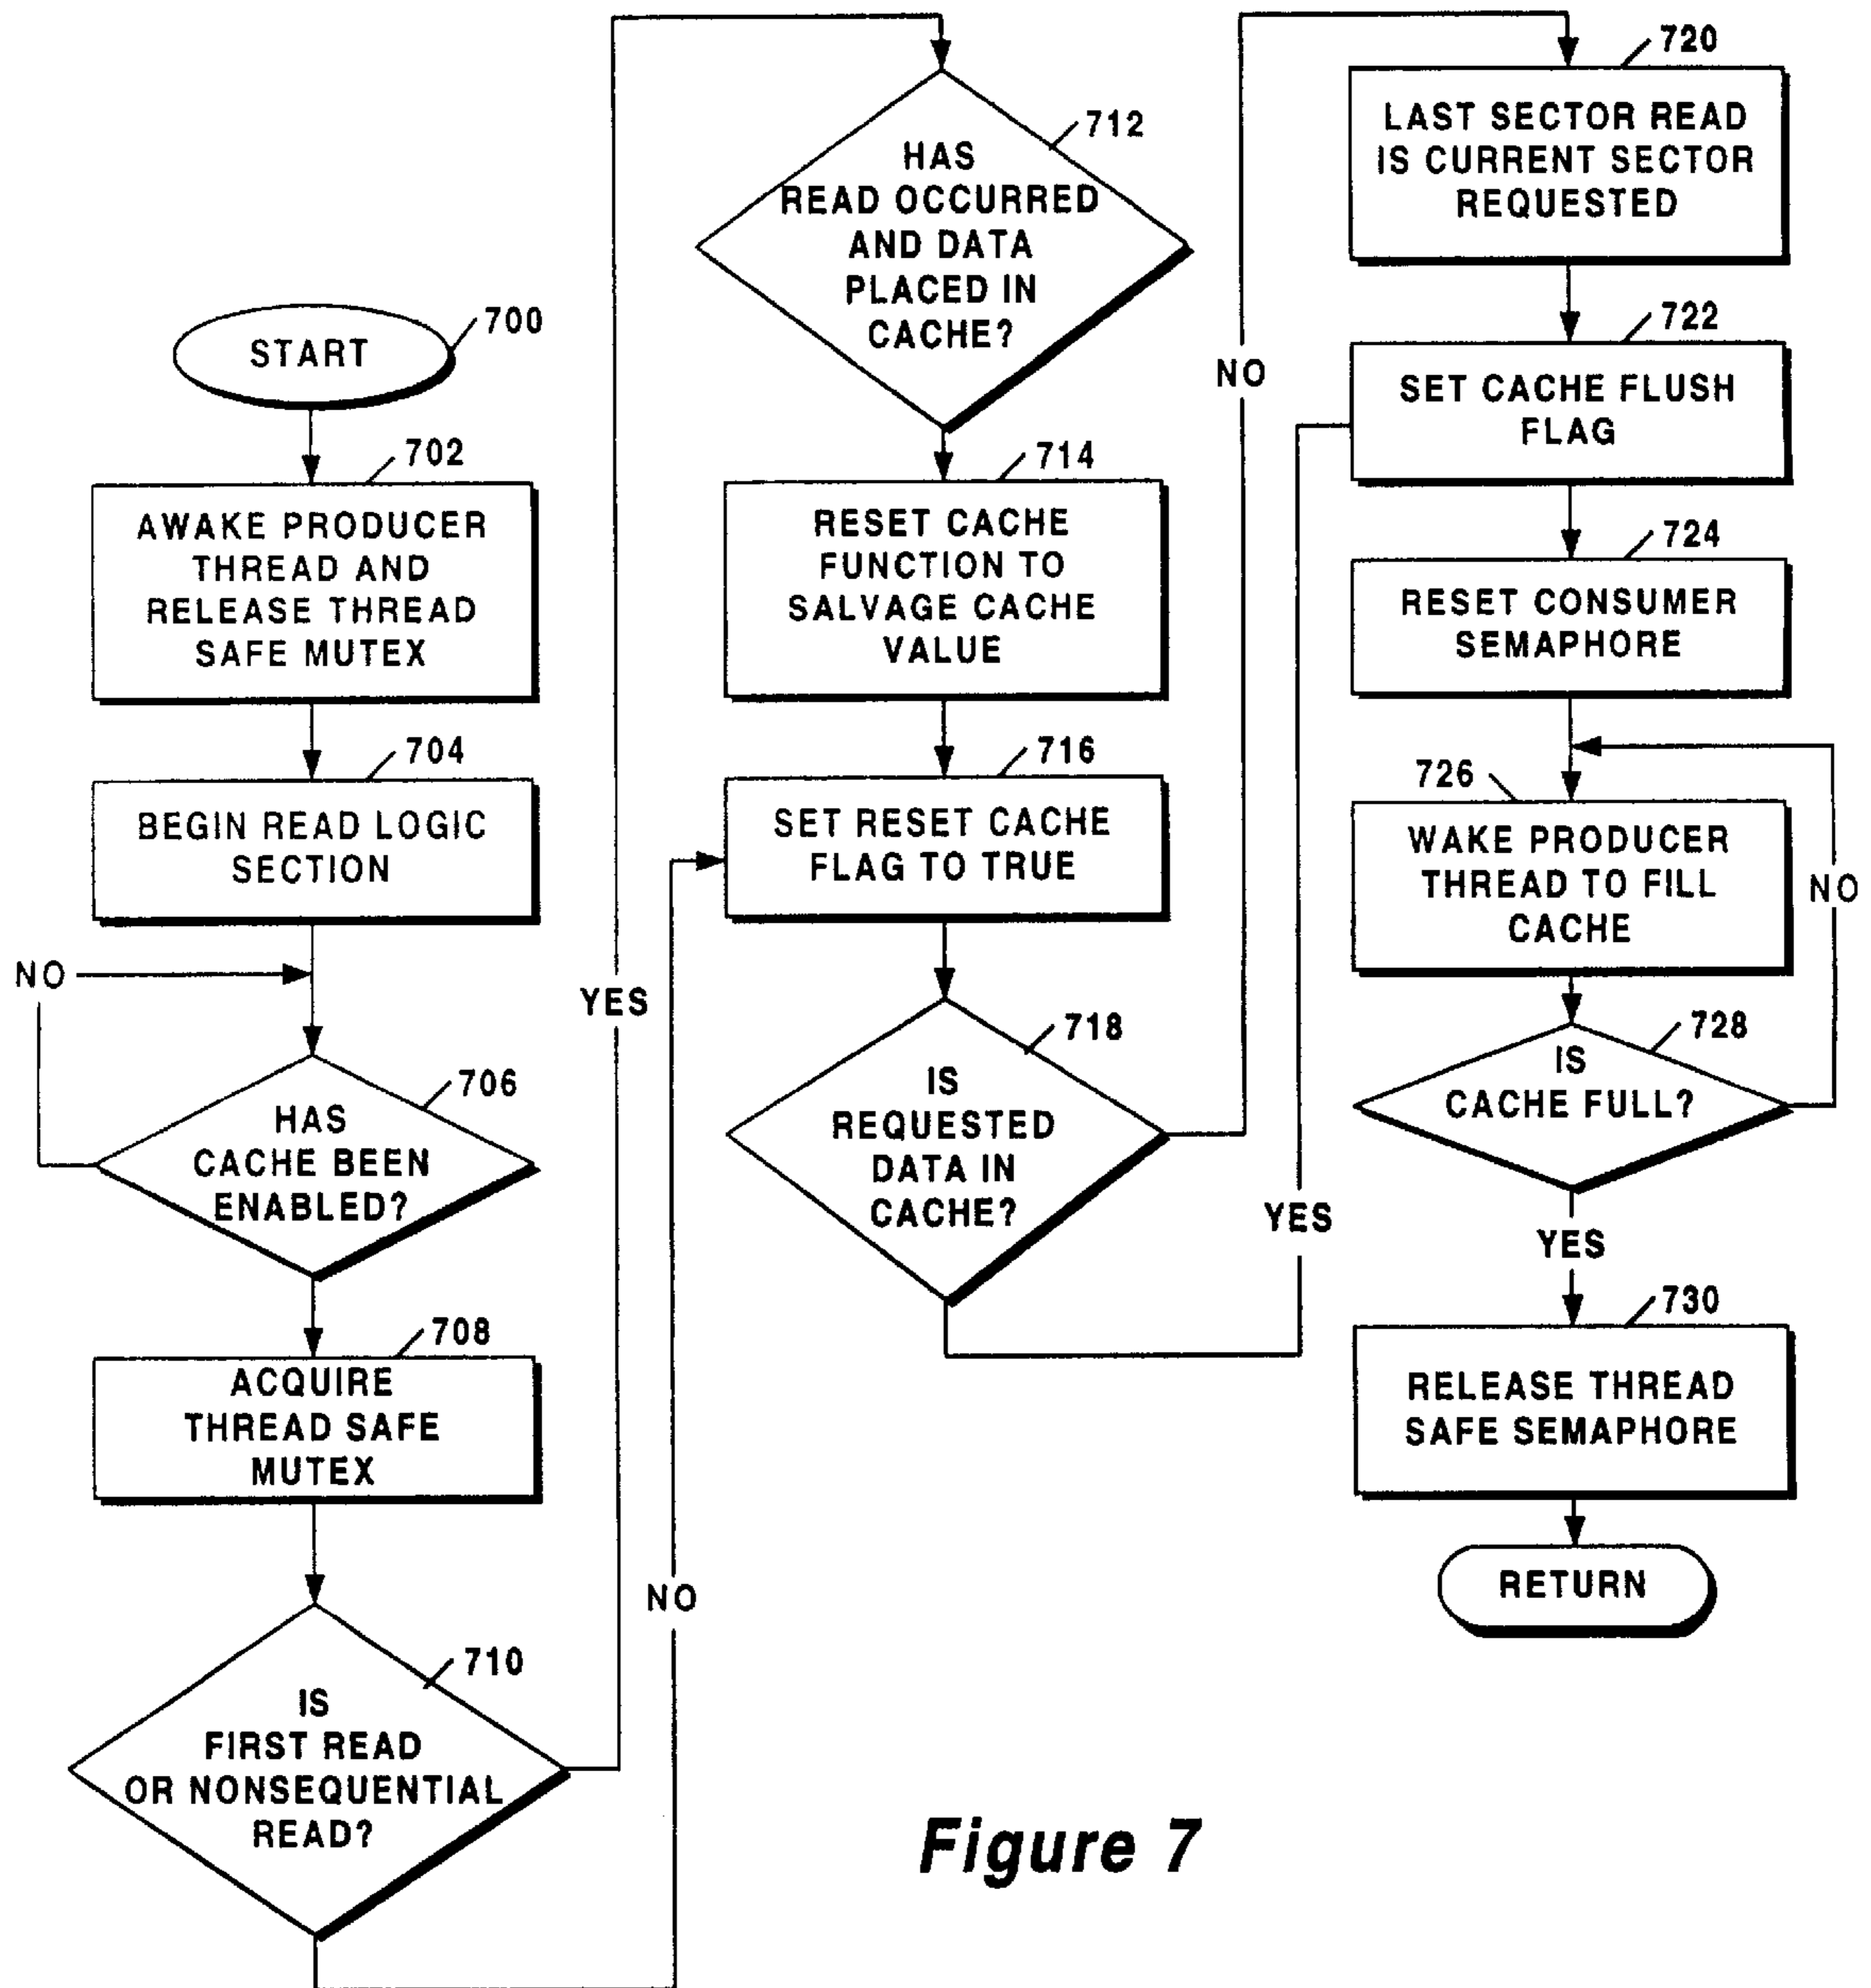 START
700
702
AWAKE PRODUCER
THREAD AND
RELEASE THREAD
SAFE MUTEX
704
BEGIN READ LOGIC
SECTION
NO
706
HAS
CACHE BEEN
ENABLED?
708
ACQUIRE
THREAD SAFE
MUTEX
710
IS
FIRST READ
OR NONSEQUENTIAL
READ?
YES
NO
712
HAS
READ OCCURRED
AND DATA
PLACED IN
CACHE?
714
RESET CACHE
FUNCTION TO
SALVAGE CACHE
VALUE
716
SET RESET CACHE
FLAG TO TRUE
718
IS
REQUESTED
DATA IN
CACHE?
NO
YES
720
LAST SECTOR READ
IS CURRENT SECTOR
REQUESTED
722
SET CACHE FLUSH
FLAG
724
RESET CONSUMER
SEMAPHORE
726
WAKE PRODUCER
THREAD TO FILL
CACHE
NO
728
IS
CACHE FULL?
YES
730
RELEASE THREAD
SAFE SEMAPHORE
RETURN
Figure 7